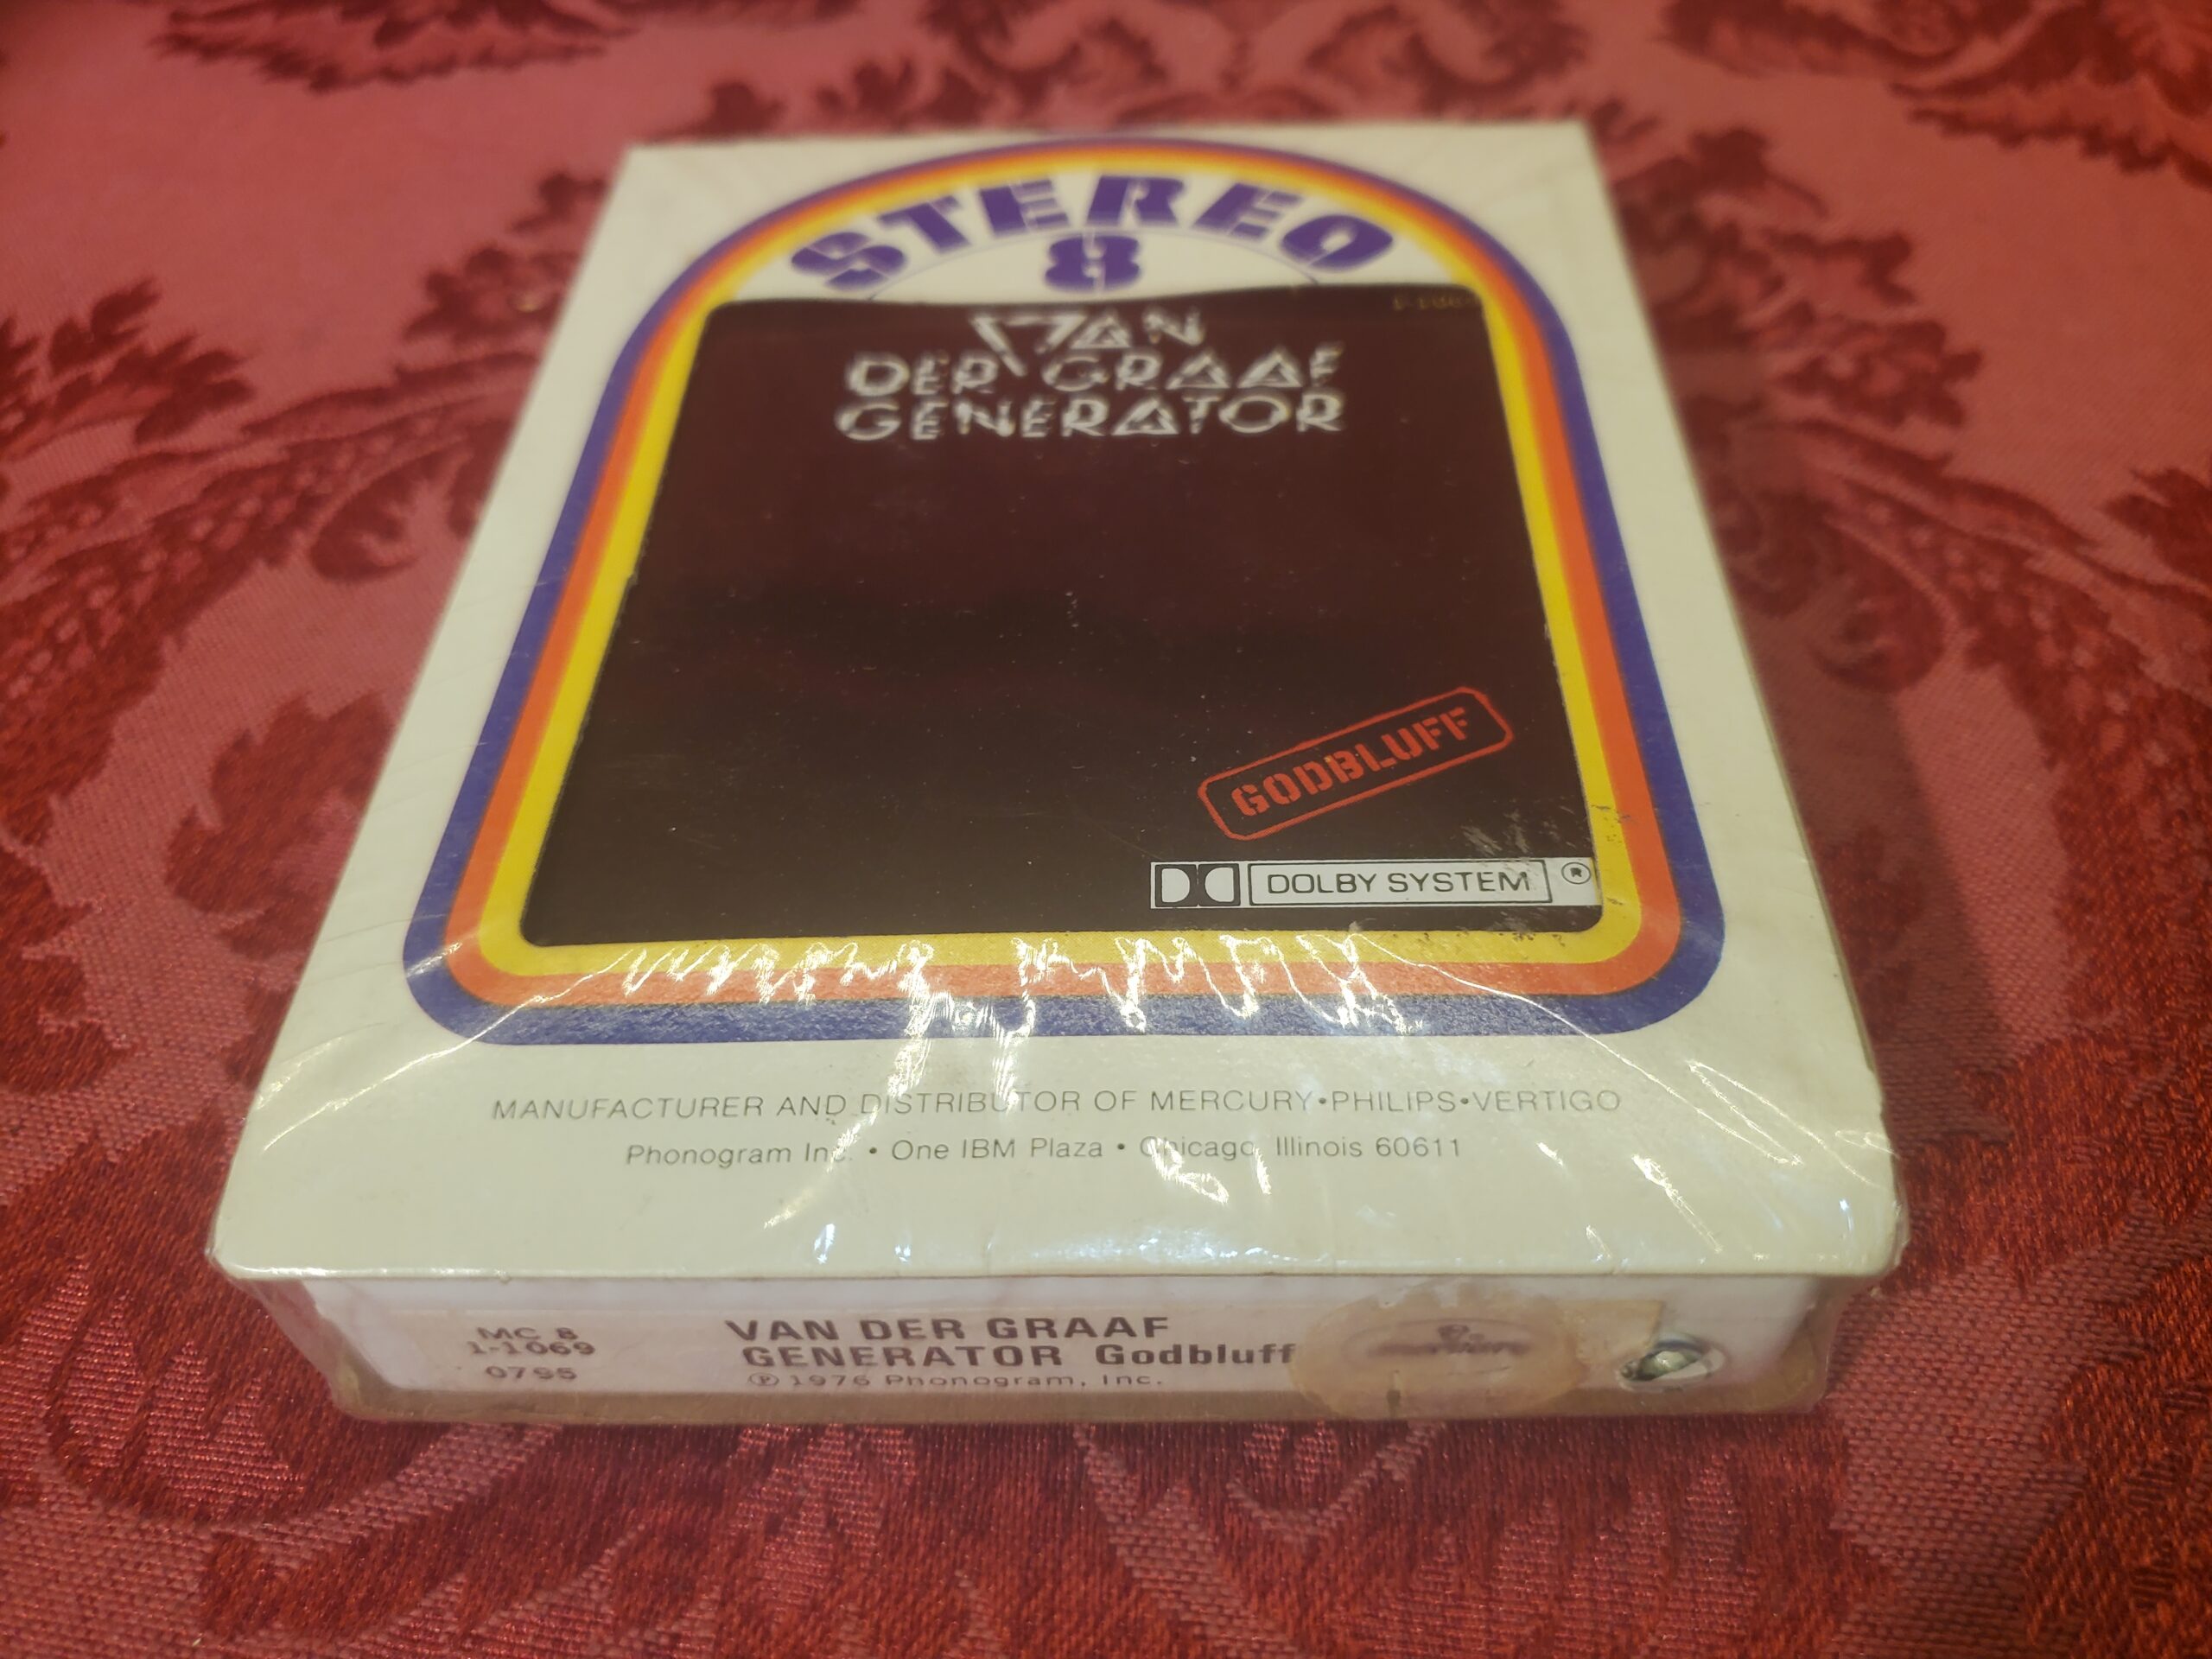 STEREO
8
VAN
DER GRAAF
GENERATOR
GODBLUFF
DOLBY SYSTEM ®
MANUFACTURER AND DISTRIBUTOR OF MERCURY•PHILIPS•VERTIGO
Phonogram Inc. • One IBM Plaza • Chicago, Illinois 60611
MC 8
1-1069
0795
VAN DER GRAAF
GENERATOR Godbluff
℗ 1976 Phonogram, Inc.